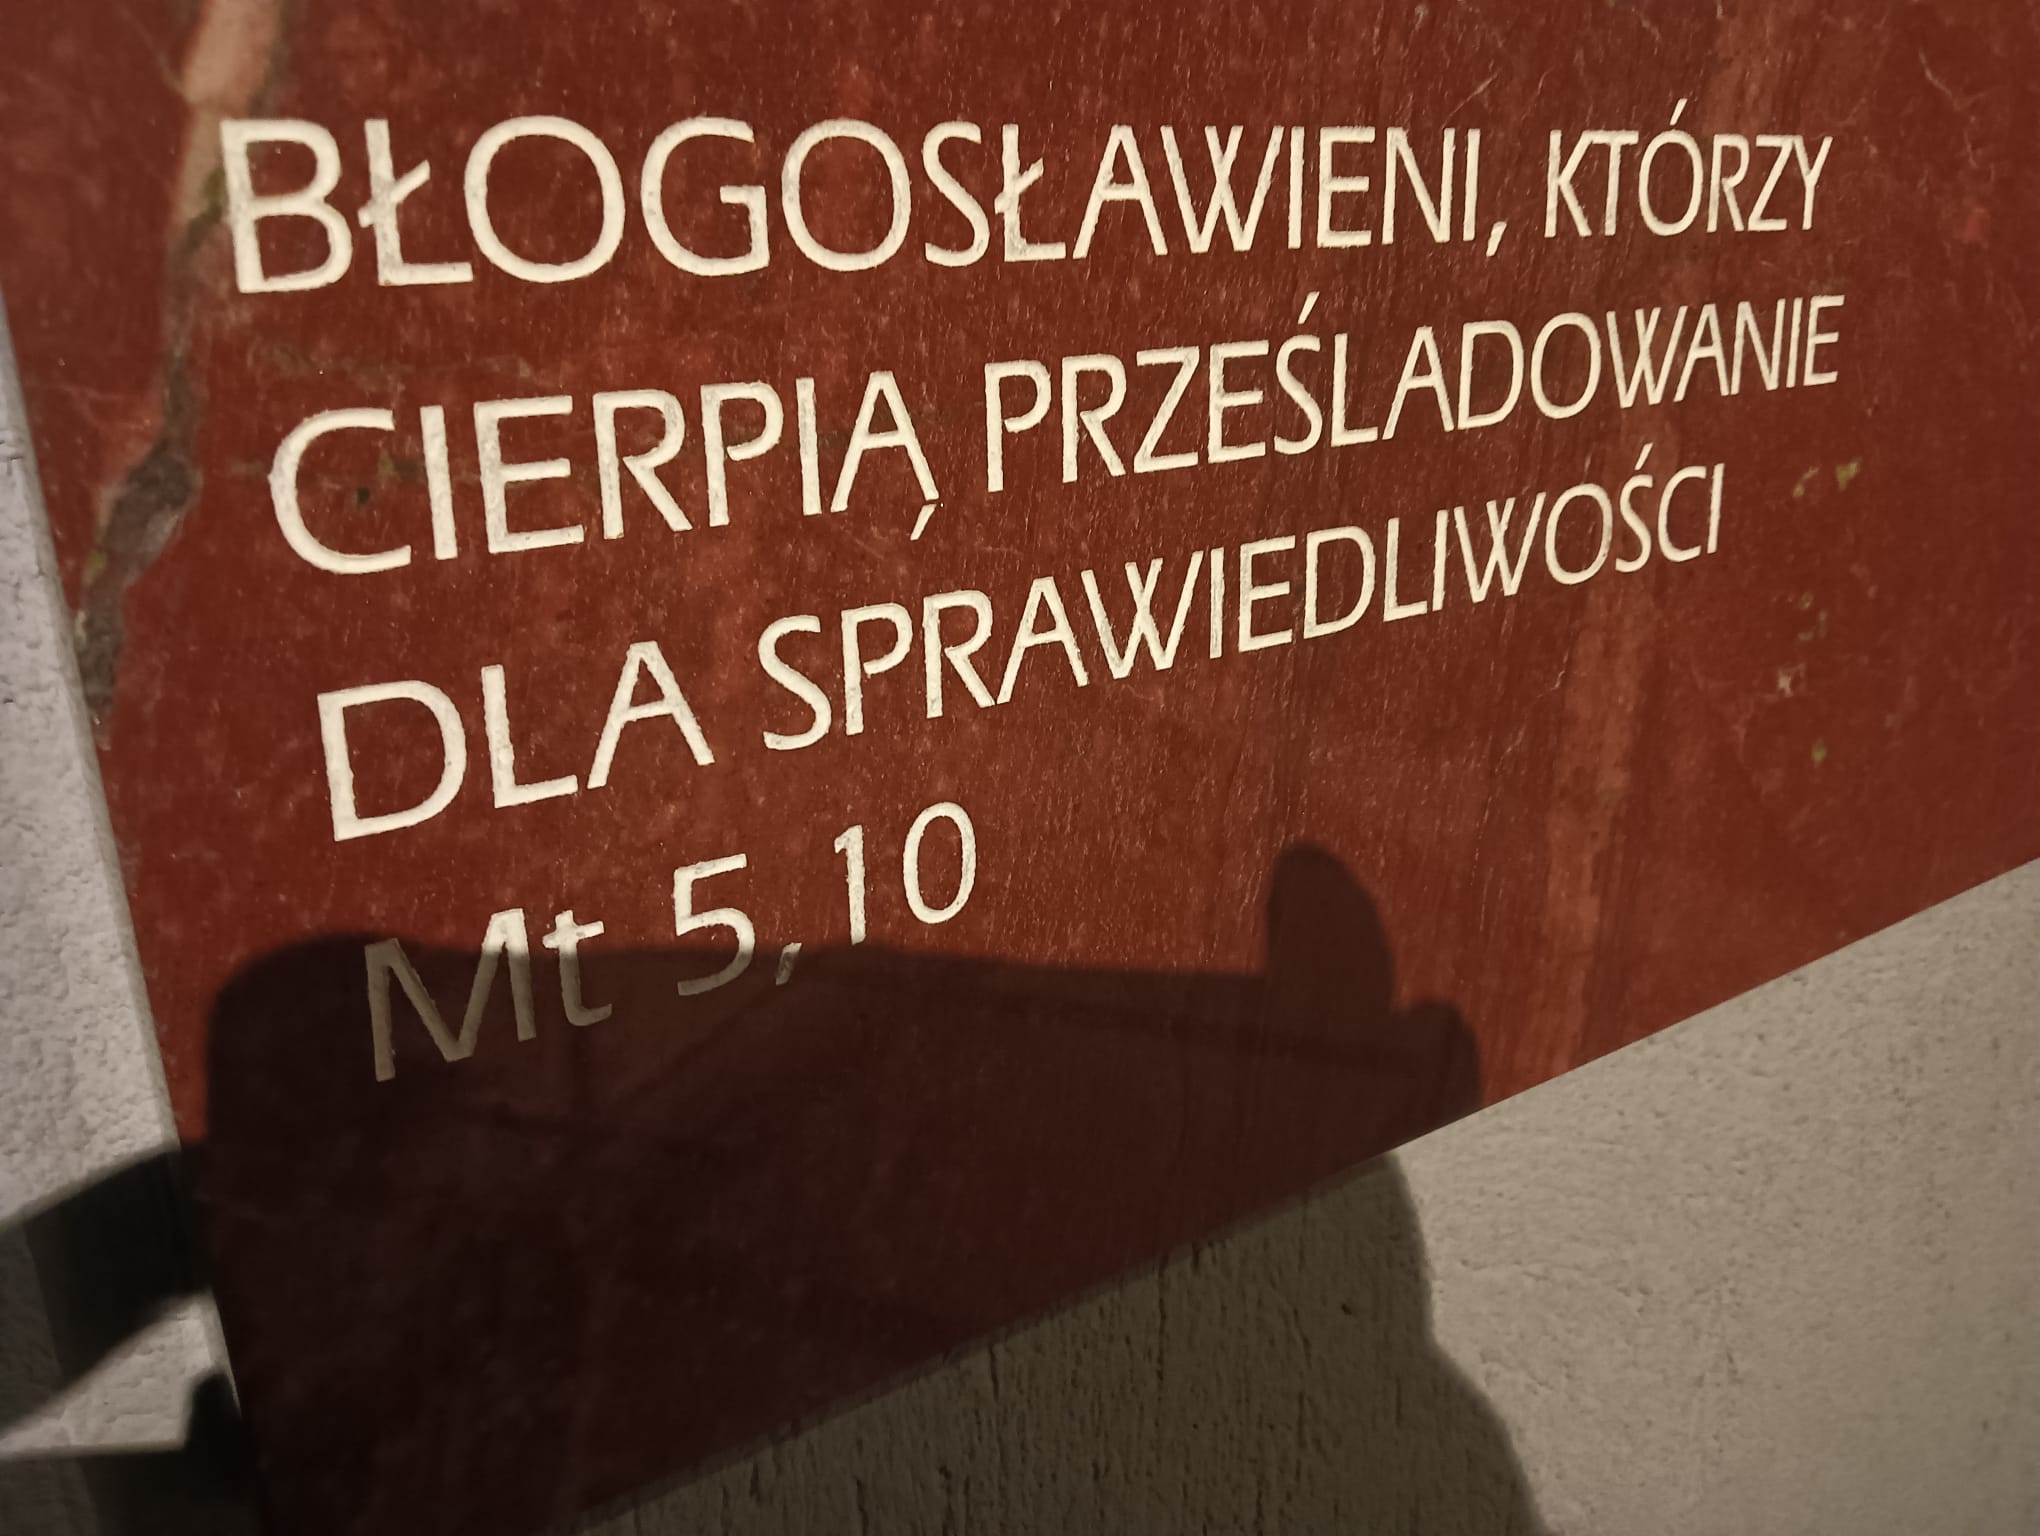 BŁOGOSŁAWIENI, KTÓRZY
CIERPIĄ PRZEŚLADOWANIE
DLA SPRAWIEDLIWOŚCI
Mt 5,10